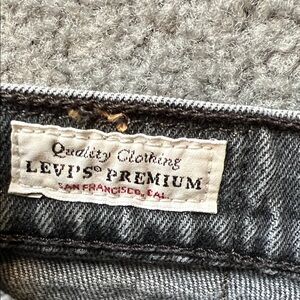 Quality Clothing
LEVI'S® PREMIUM
SAN FRANCISCO, CAL.